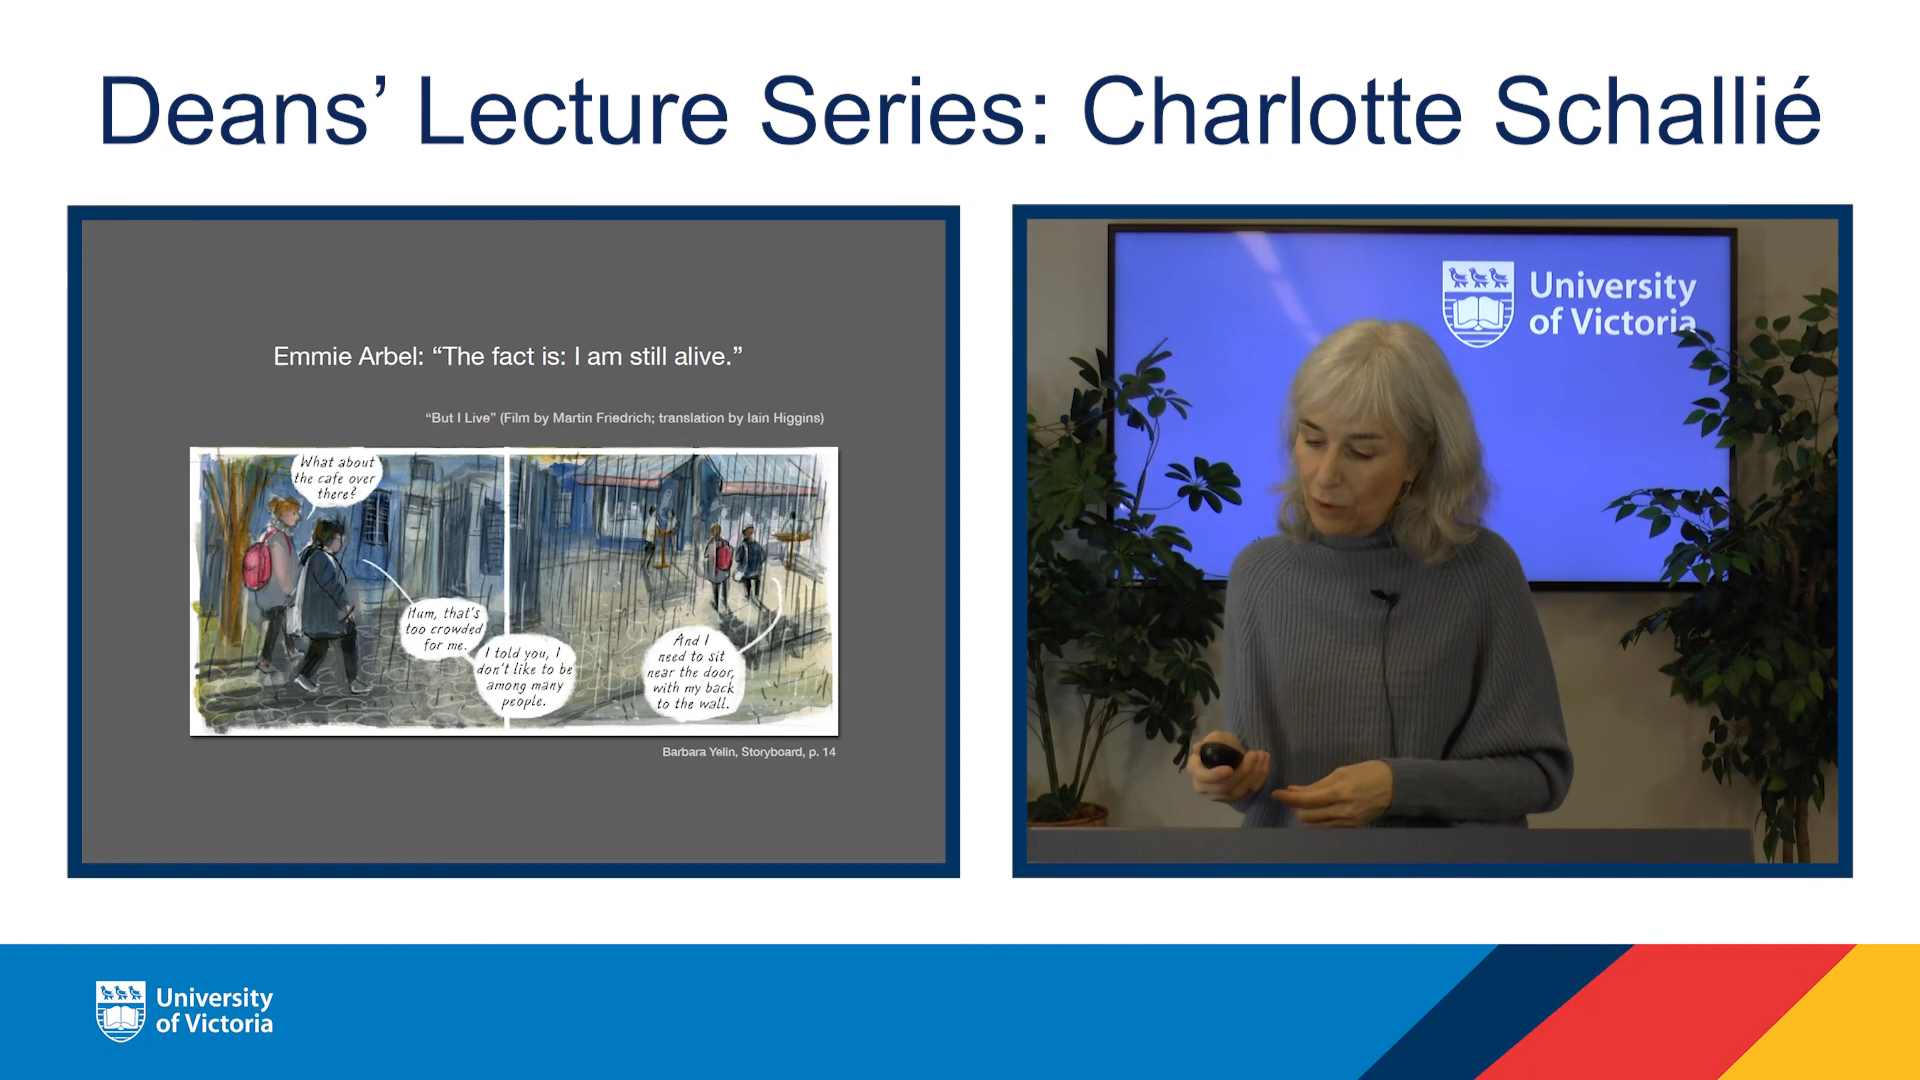 Deans’ Lecture Series: Charlotte Schallié
Emmie Arbel: “The fact is: I am still alive.”
“But I Live” (Film by Martin Friedrich; translation by Iain Higgins)
What about
the cafe over
there?
Hum, that's
too crowded
for me.
I told you, I
don't like to be
among many
people.
And I
need to sit
near the door,
with my back
to the wall.
Barbara Yelin, Storyboard, p. 14
University
of Victoria
University
of Victoria